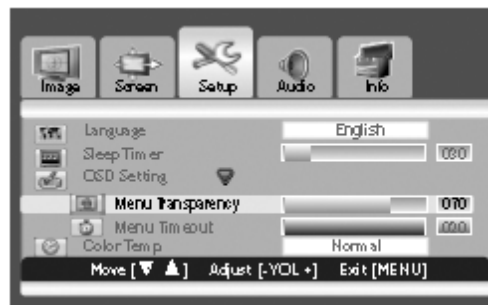 Image Screen Setup Audio Info
Language English
Sleep Timer 030
OSD Setting
Menu Transparency 070
Menu Timeout
Color Temp Normal
Move [▼ ▲] Adjust [-VOL +] Exit [MENU]